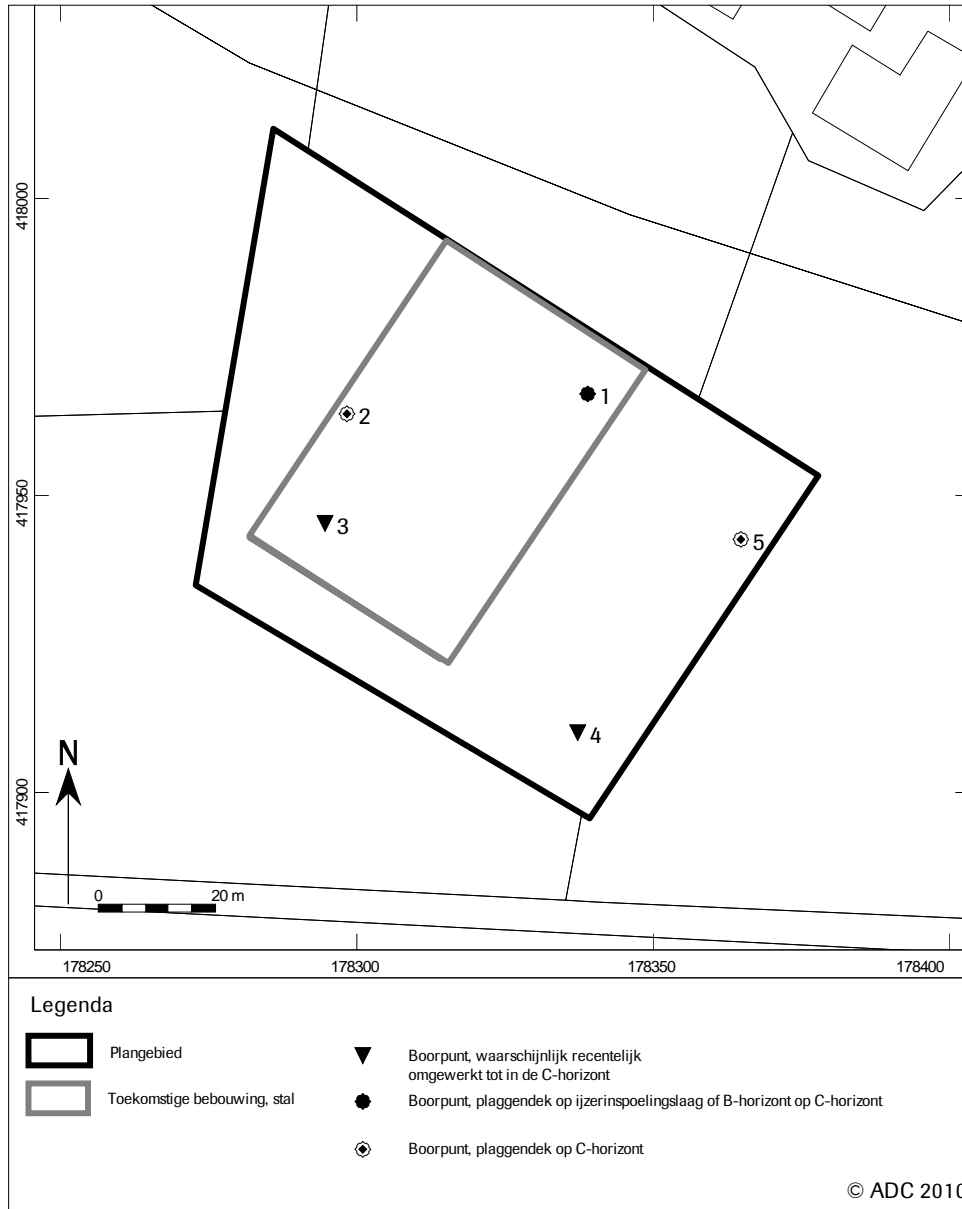 418000
1
2
417950
3
5
4
417900
N
0 20 m
178250 178300 178350 178400
Legenda
Plangebied
Toekomstige bebouwing, stal
Boorpunt, waarschijnlijk recentelijk
omgewerkt tot in de C-horizont
Boorpunt, plaggendek op ijzerinspoelingslaag of B-horizont op C-horizont
Boorpunt, plaggendek op C-horizont
© ADC 2010